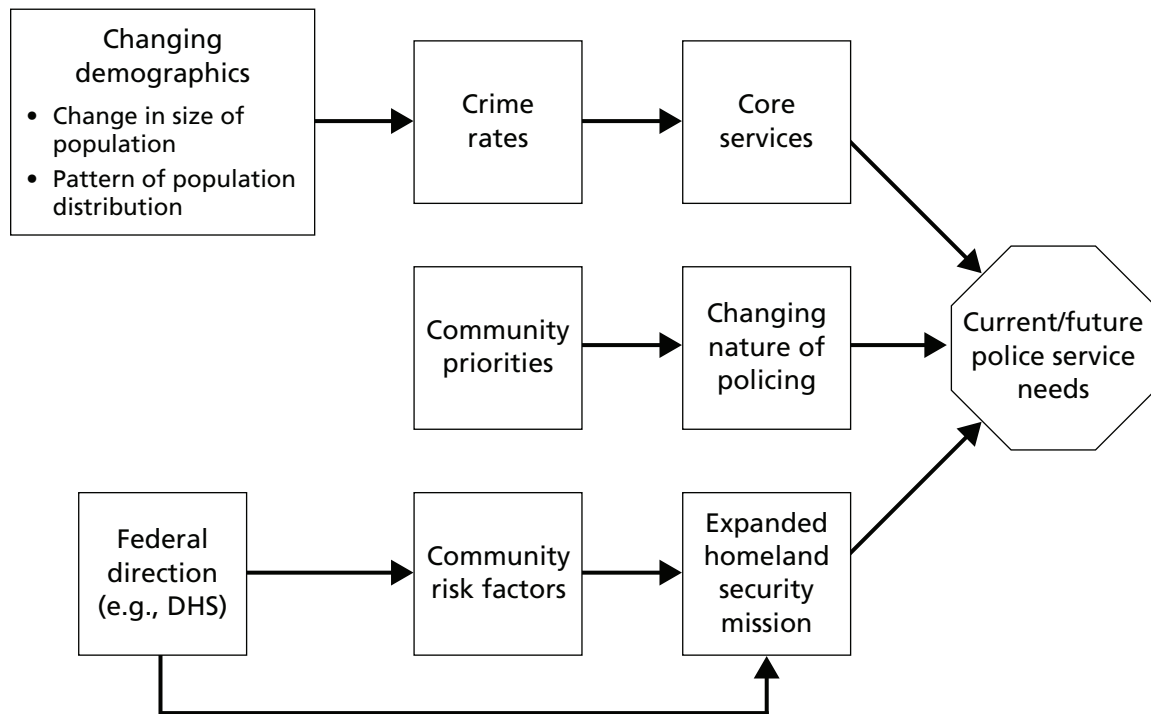 Changing
demographics
• Change in size of
population
• Pattern of population
distribution
Crime
rates
Core
services
Community
priorities
Changing
nature of
policing
Current/future
police service
needs
Federal
direction
(e.g., DHS)
Community
risk factors
Expanded
homeland
security
mission